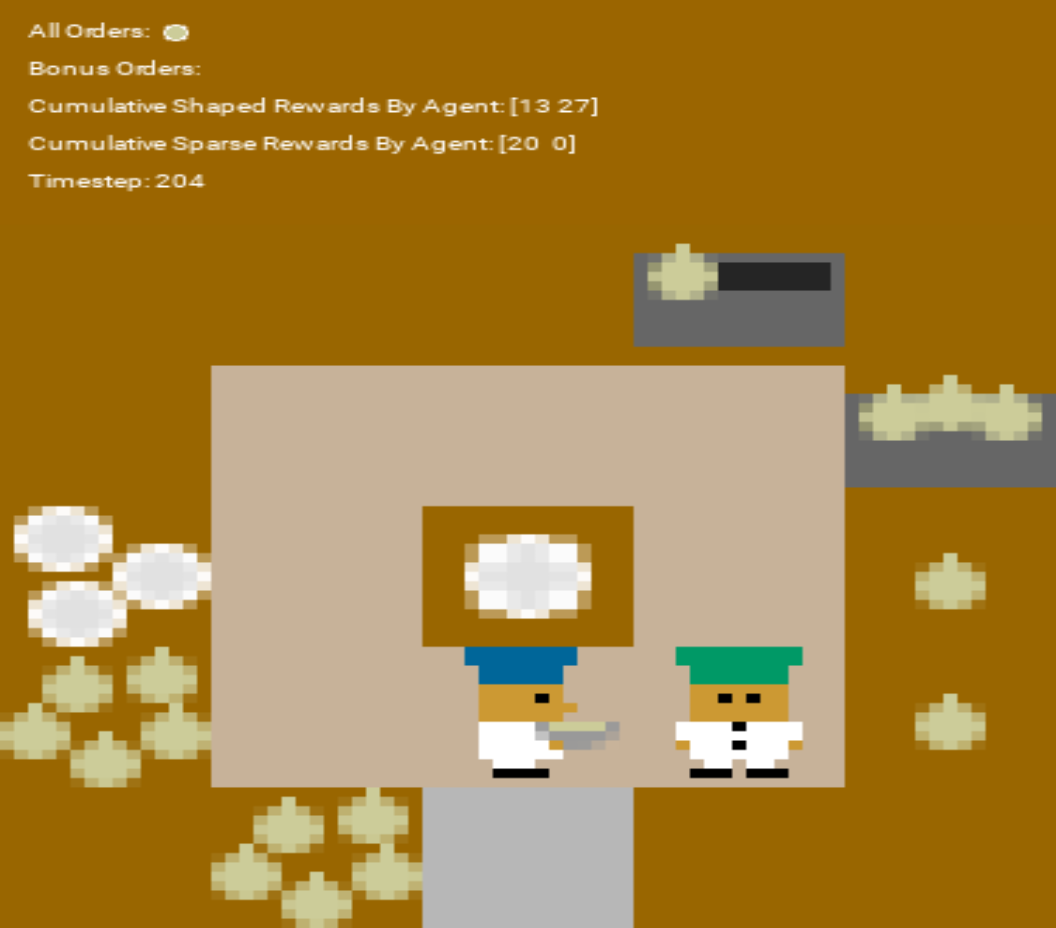 All Orders:
Bonus Orders:
Cumulative Shaped Rewards By Agent: [13 27]
Cumulative Sparse Rewards By Agent: [20  0]
Timestep: 204